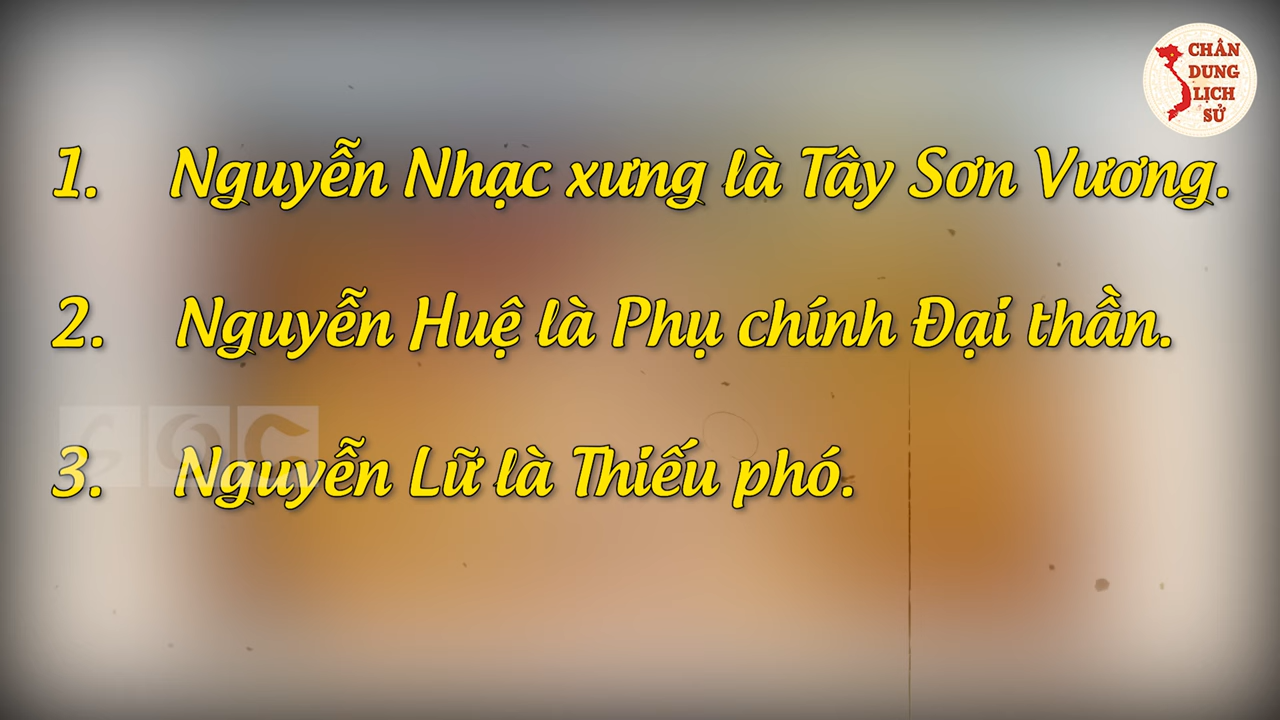 CHÂN
DUNG
LỊCH
SỬ
1. Nguyễn Nhạc xưng là Tây Sơn Vương.
2. Nguyễn Huệ là Phụ chính Đại thần.
3. Nguyễn Lữ là Thiếu phó.